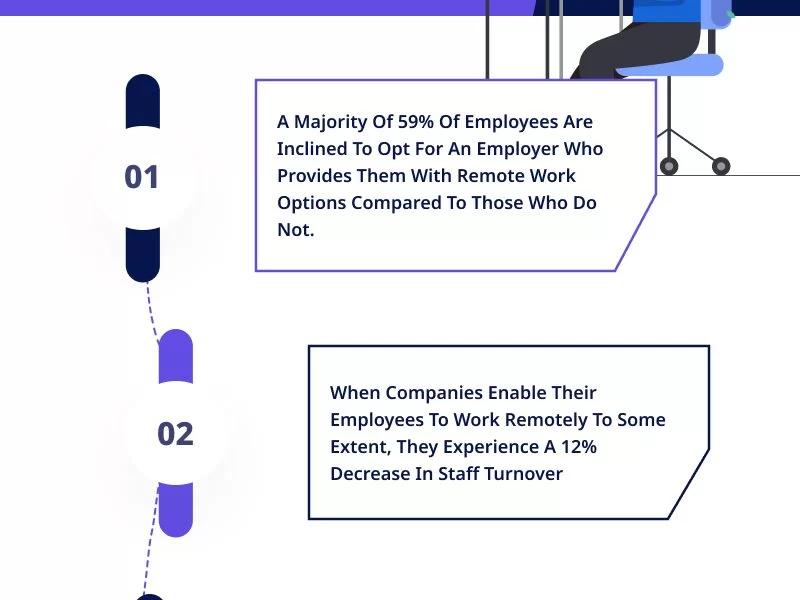 01
A Majority Of 59% Of Employees Are
Inclined To Opt For An Employer Who
Provides Them With Remote Work
Options Compared To Those Who Do
Not.
02
When Companies Enable Their
Employees To Work Remotely To Some
Extent, They Experience A 12%
Decrease In Staff Turnover